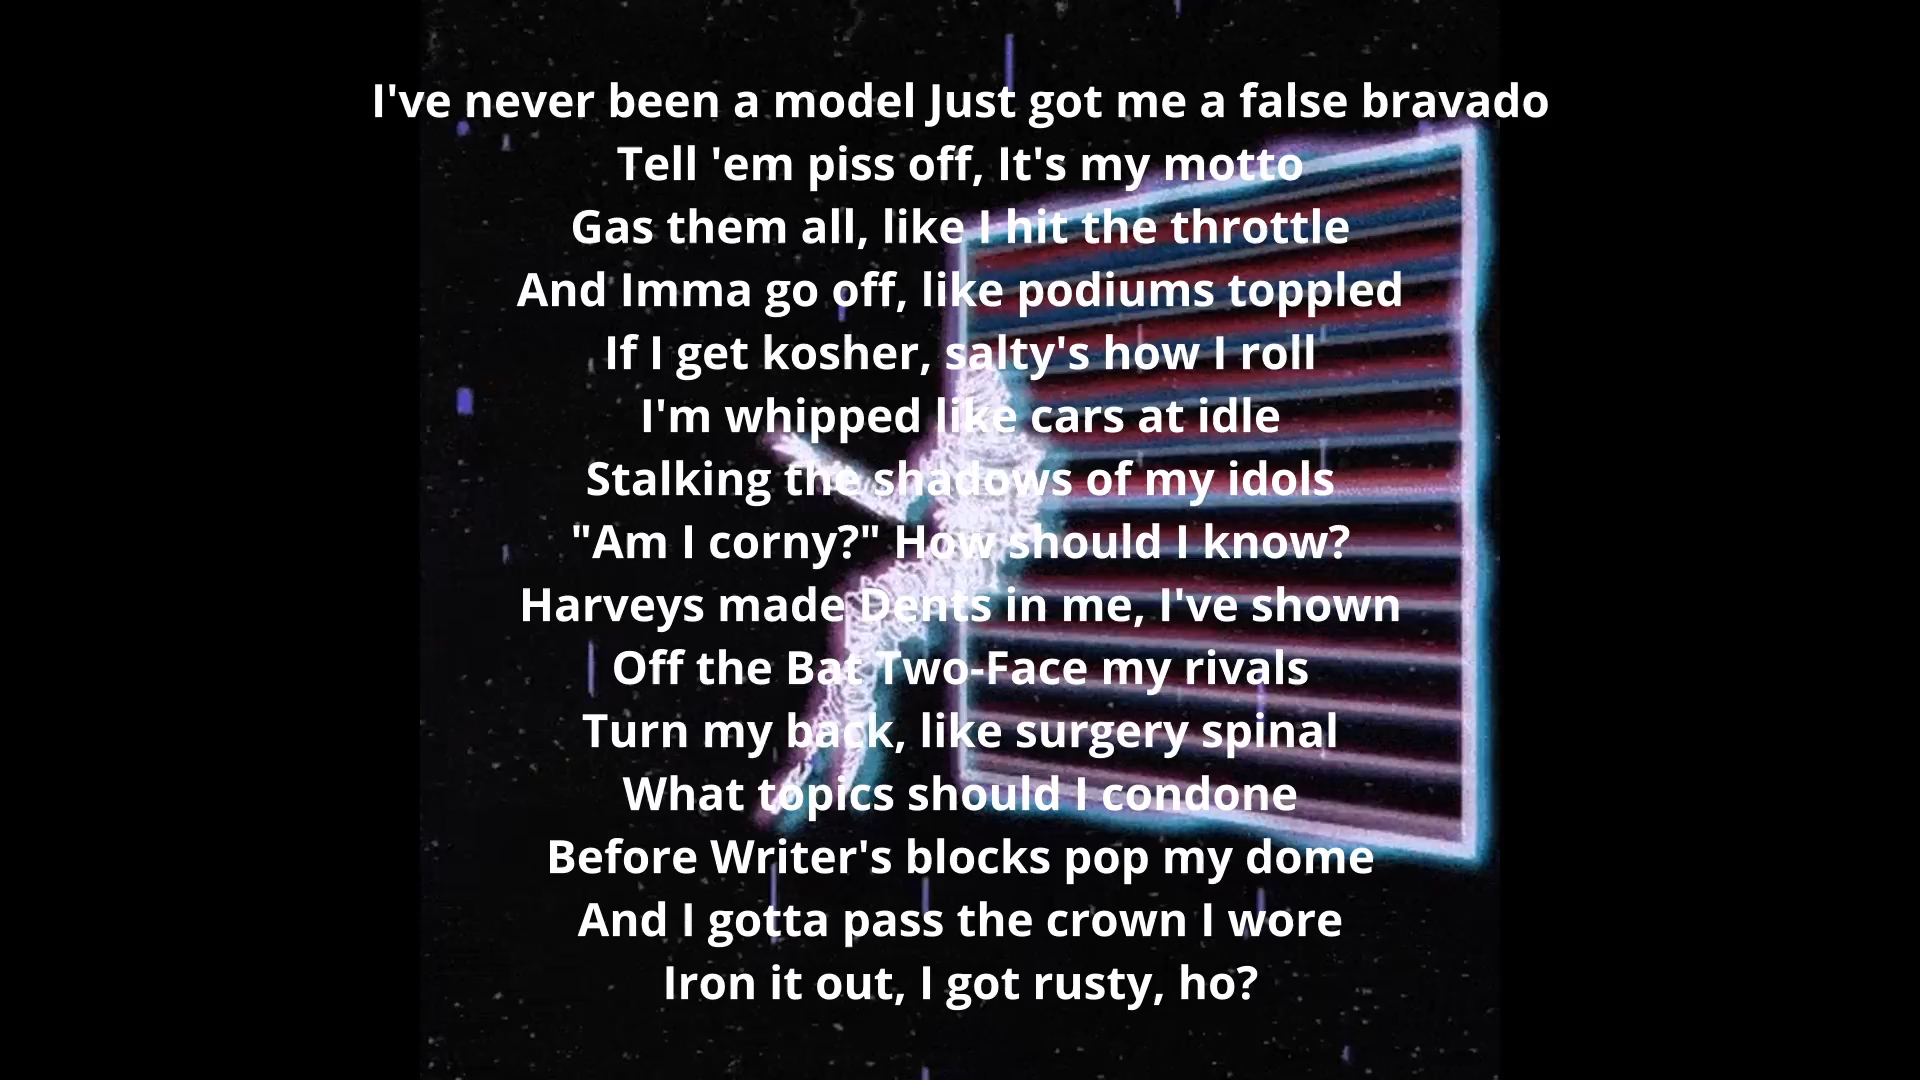 I've never been a model Just got me a false bravado
Tell 'em piss off, It's my motto
Gas them all, like I hit the throttle
And Imma go off, like podiums toppled
If I get kosher, salty's how I roll
I'm whipped like cars at idle
Stalking the shadows of my idols
"Am I corny?" How should I know?
Harveys made Dents in me, I've shown
Off the Bat Two-Face my rivals
Turn my back, like surgery spinal
What topics should I condone
Before Writer's blocks pop my dome
And I gotta pass the crown I wore
Iron it out, I got rusty, ho?